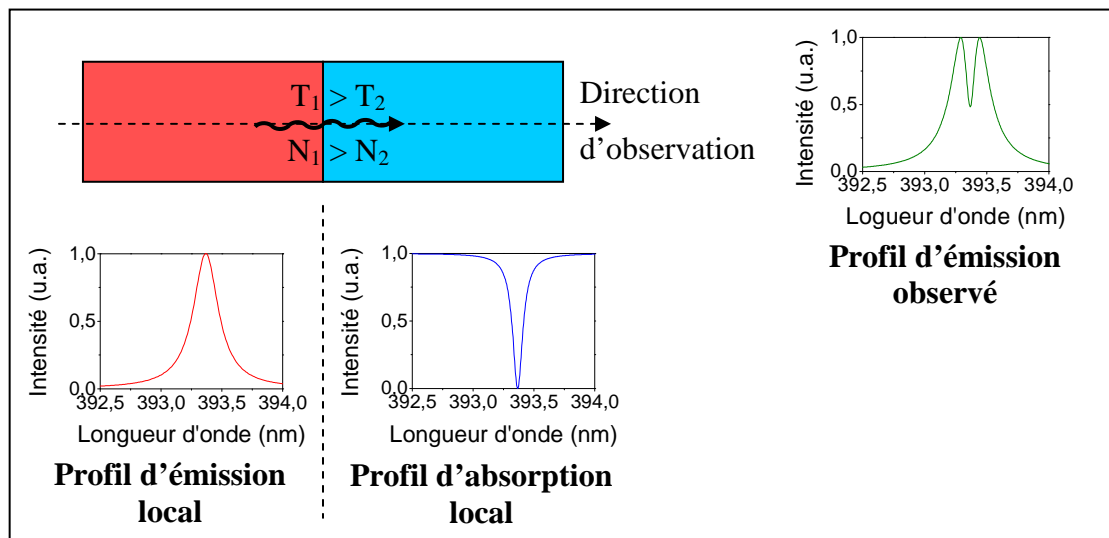 T1 > T2
N1 > N2
Direction
d’observation
Intensité (u.a.)
1,0
0,5
0,0
392,5 393,0 393,5 394,0
Logueur d'onde (nm)
Profil d’émission
observé
Intensité (u.a.)
1,0
0,5
0,0
392,5 393,0 393,5 394,0
Longueur d'onde (nm)
Profil d’émission
local
Intensité (u.a.)
1,0
0,5
0,0
392,5 393,0 393,5 394,0
Longueur d'onde (nm)
Profil d’absorption
local